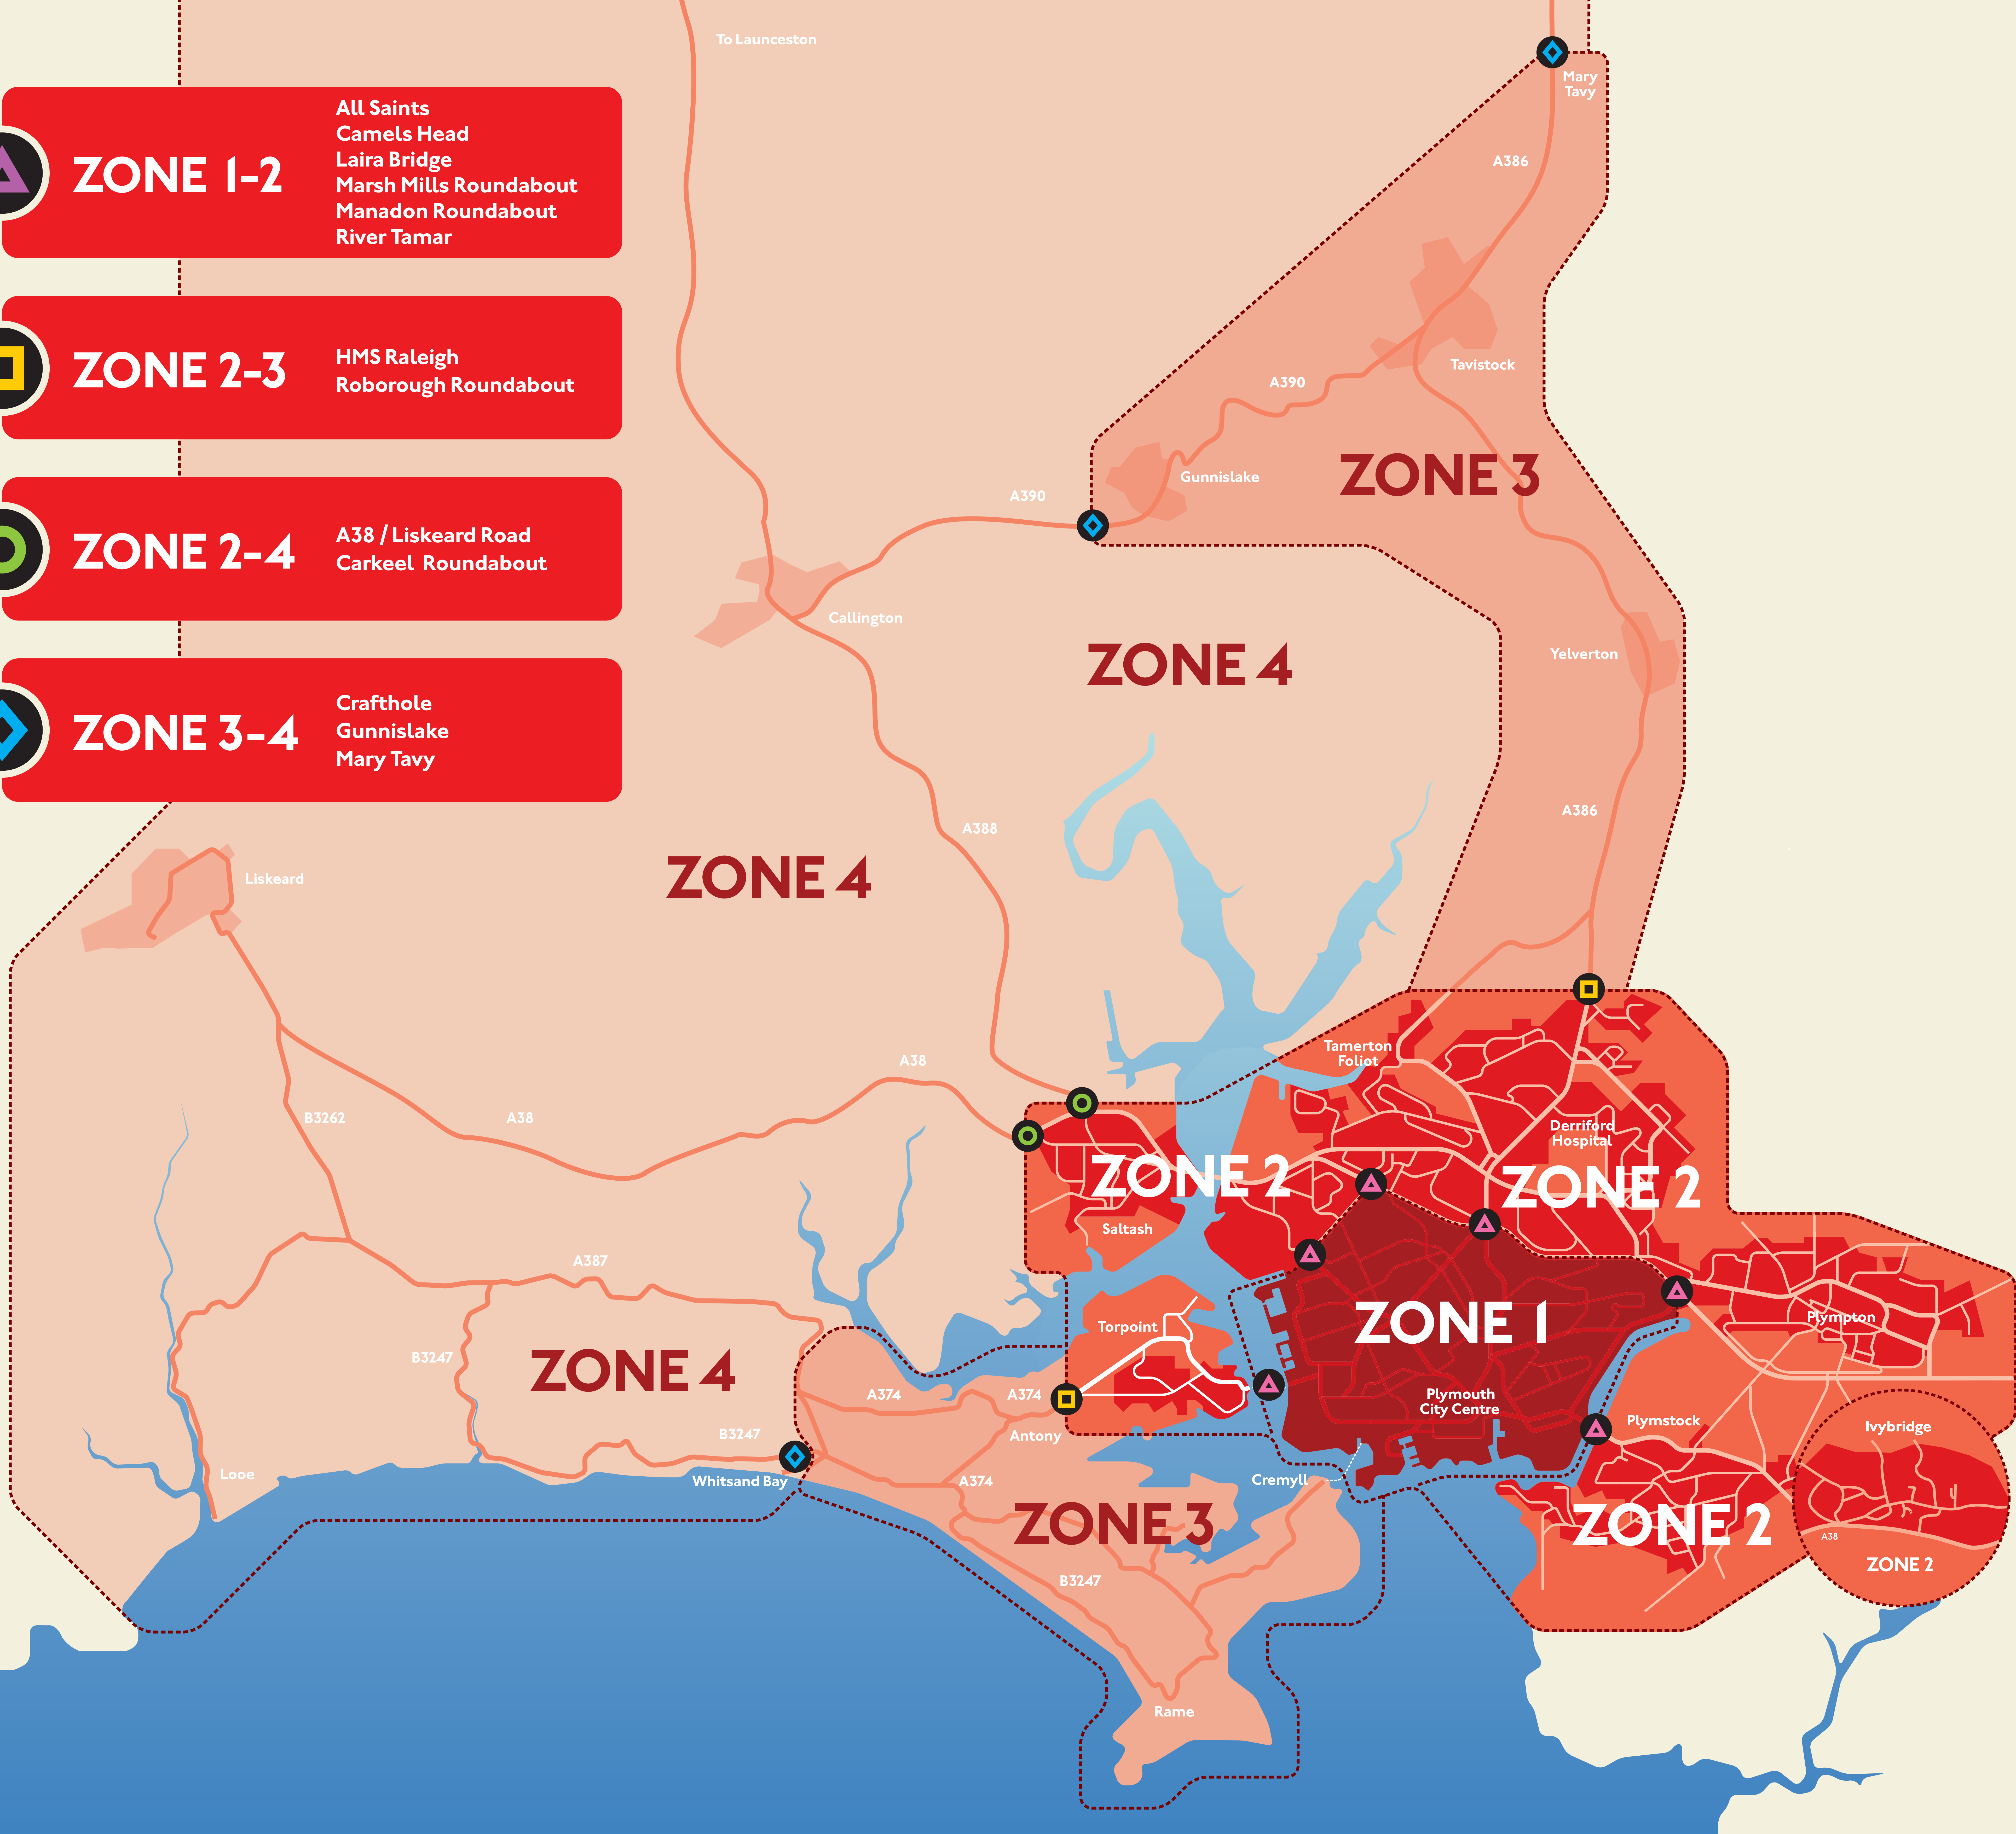 To Launceston
Mary
Tavy
ZONE 1-2
All Saints
Camels Head
Laira Bridge
Marsh Mills Roundabout
Manadon Roundabout
River Tamar
A386
ZONE 2-3
HMS Raleigh
Roborough Roundabout
Tavistock
A390
ZONE 3
Gunnislake
A390
ZONE 2-4
A38 / Liskeard Road
Carkeel Roundabout
Callington
ZONE 4
Yelverton
ZONE 3-4
Crafthole
Gunnislake
Mary Tavy
A386
A388
ZONE 4
Liskeard
Tamerton
Foliot
A38
B3262
A38
Derriford
Hospital
ZONE 2
ZONE 2
Saltash
A387
Torpoint
ZONE 1
Plympton
B3247
ZONE 4
A374
A374
Plymouth
City Centre
Plymstock
Ivybridge
B3247
Antony
Looe
Whitsand Bay
A374
Cremyll
ZONE 3
ZONE 2
A38
ZONE 2
B3247
Rame